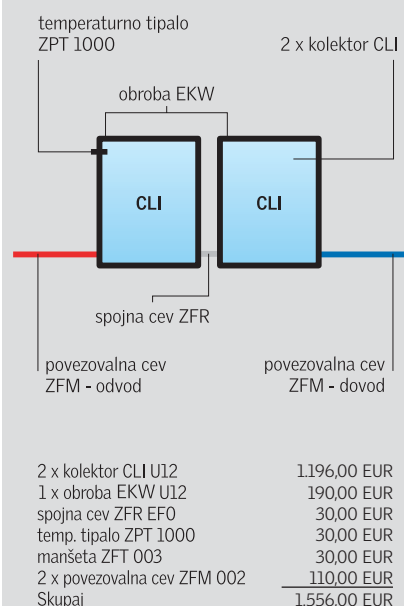 temperaturno tipalo
ZPT 1000
2 x kolektor CLI
obroba EKW
CLI
CLI
spojna cev ZFR
povezovalna cev
ZFM - odvod
povezovalna cev
ZFM - dovod
2 x kolektor CLI U12 1.196,00 EUR
1 x obroba EKW U12 190,00 EUR
spojna cev ZFR EF0 30,00 EUR
temp. tipalo ZPT 1000 30,00 EUR
manšeta ZFT 003 30,00 EUR
2 x povezovalna cev ZFM 002 110,00 EUR
Skupaj 1.556,00 EUR